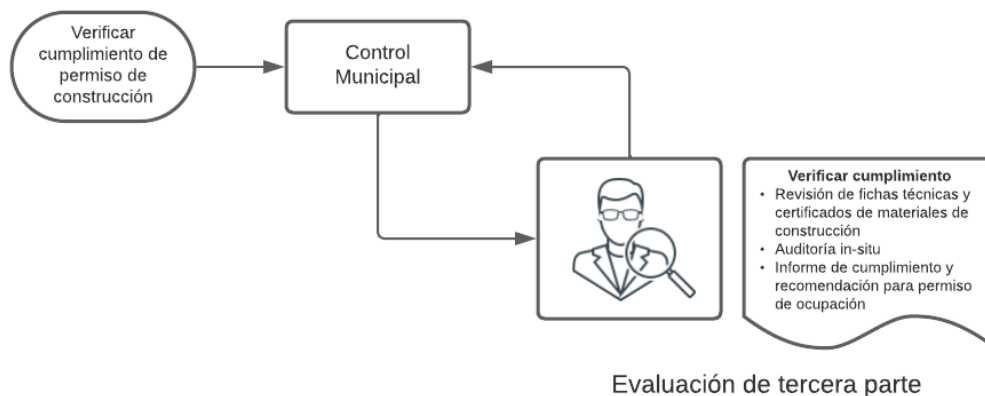 Verificar
cumplimiento de
permiso de
construcción
Control
Municipal
Verificar cumplimiento
• Revisión de fichas técnicas y
certificados de materiales de
construcción
• Auditoría in-situ
• Informe de cumplimiento y
recomendación para permiso
de ocupación
Evaluación de tercera parte